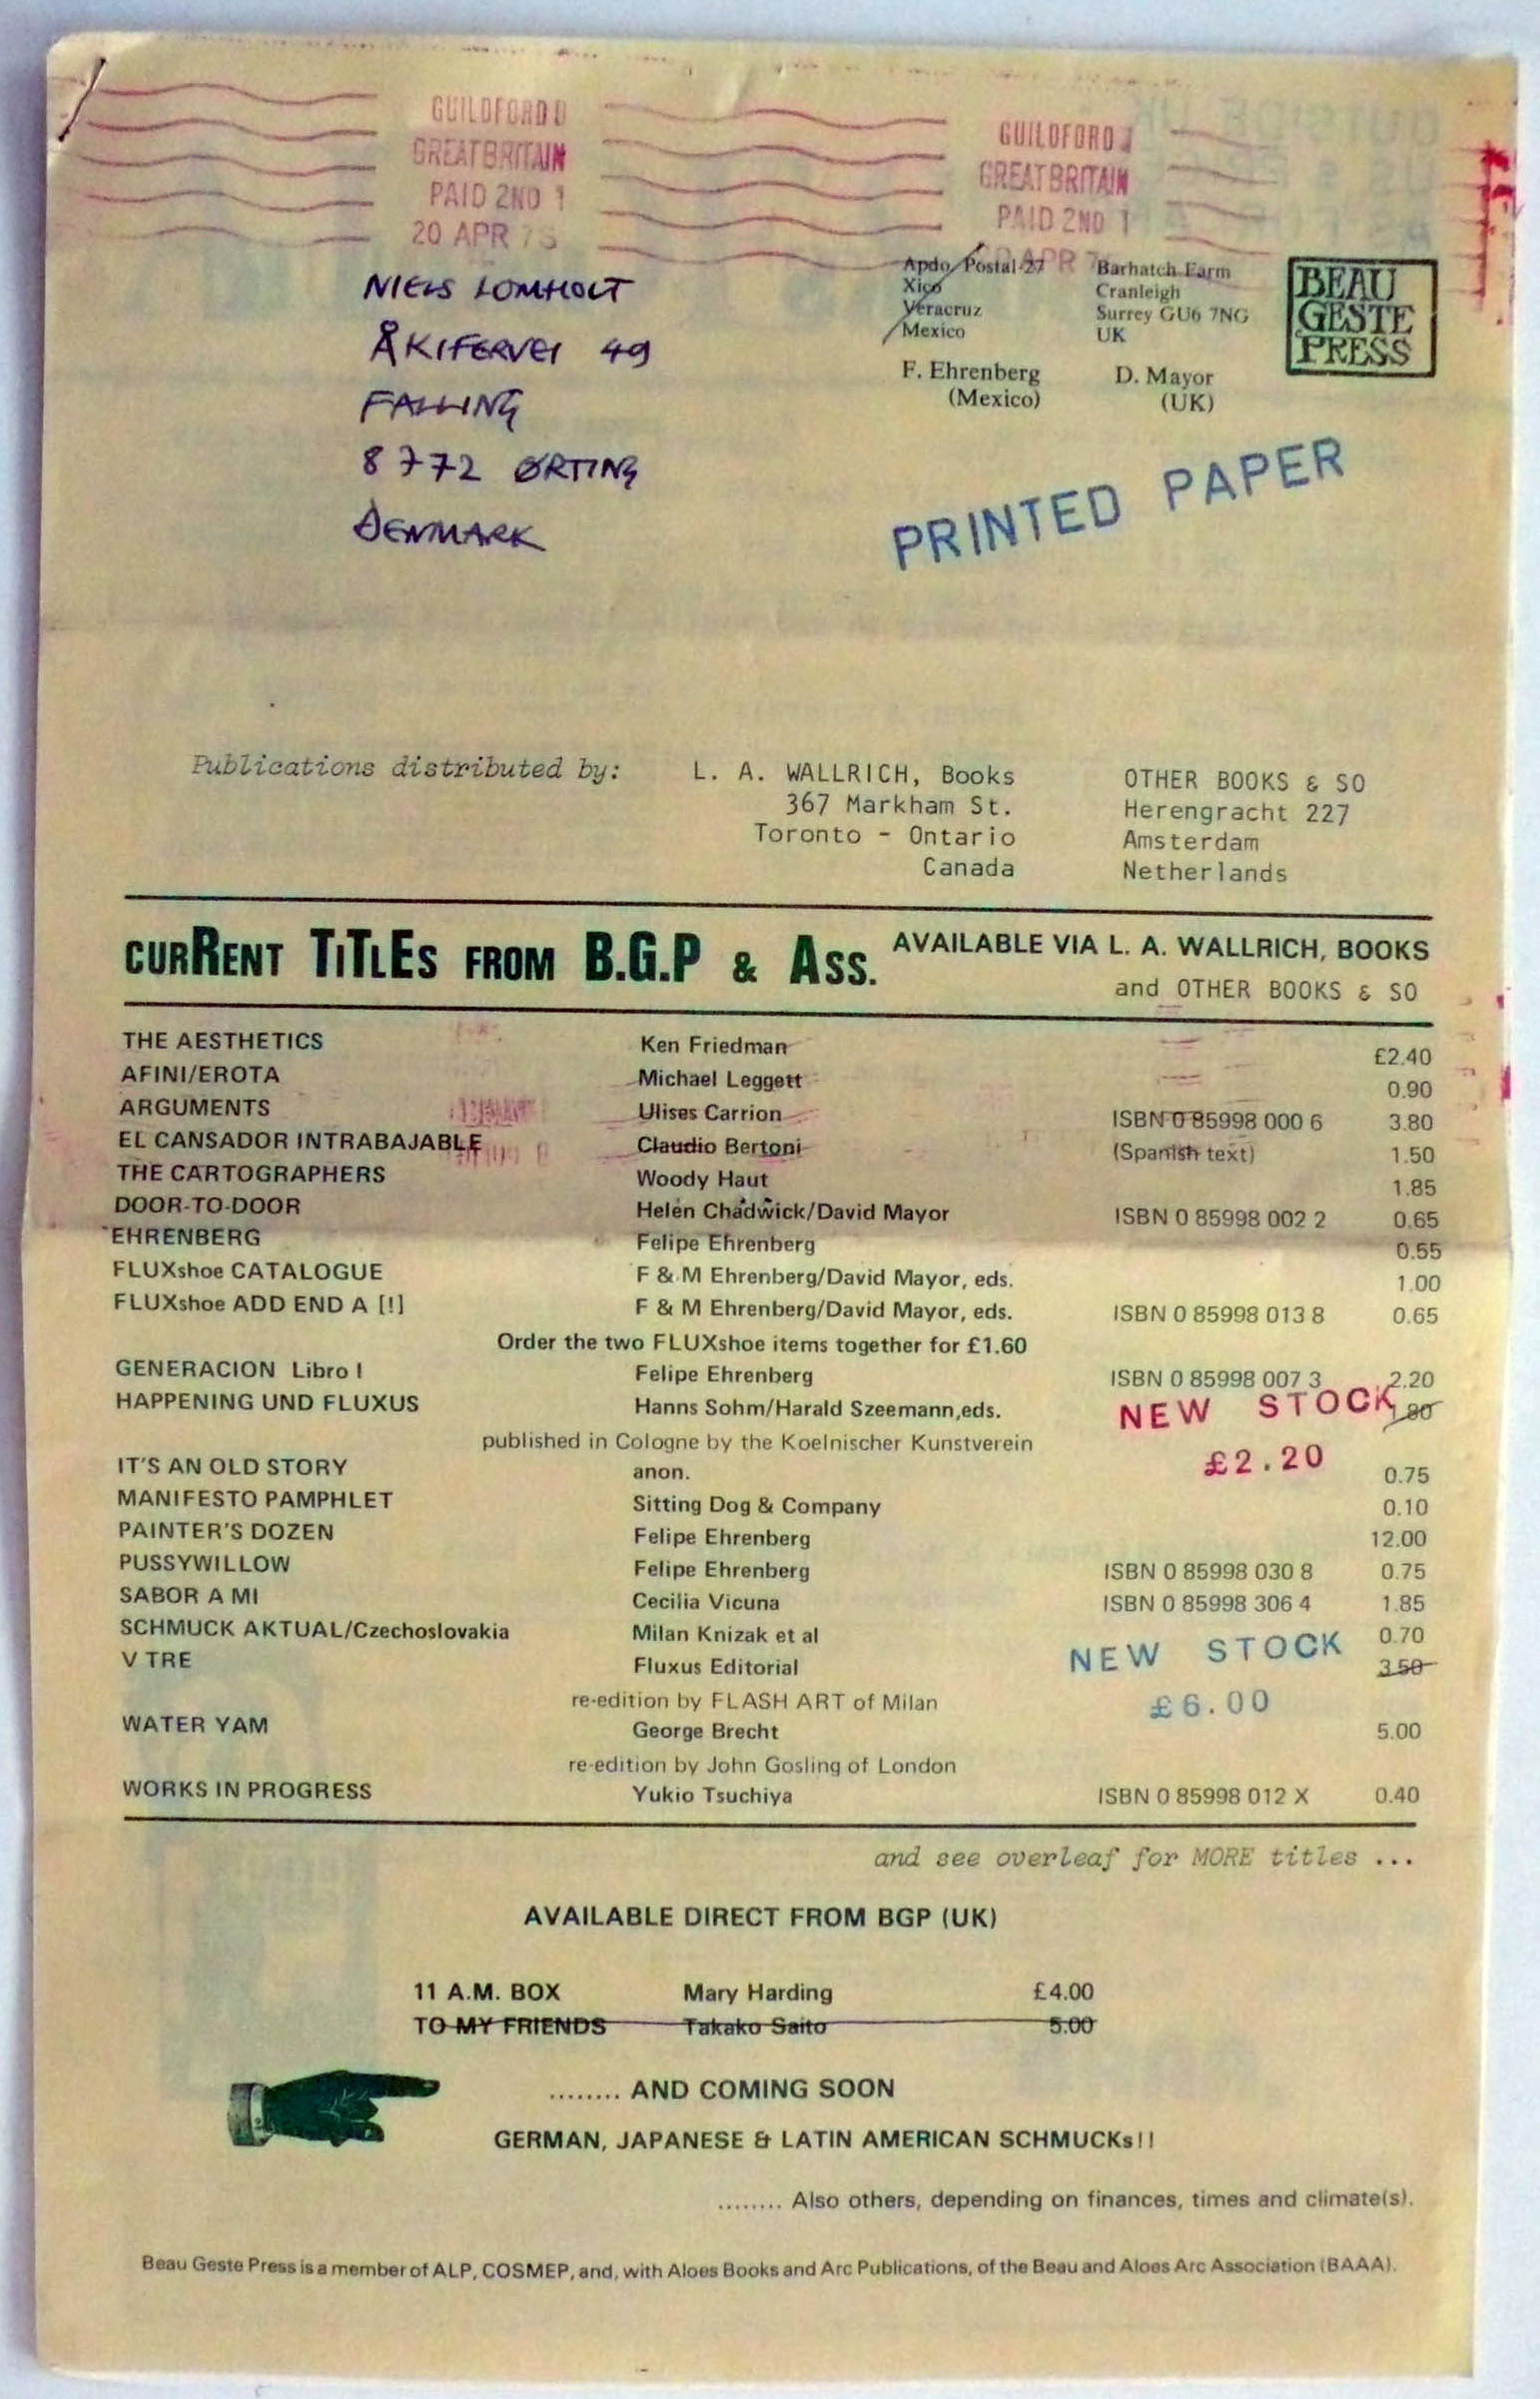 GUILDFORD
GREAT BRITAIN
PAID 2ND 1
20 APR 7
GUILDFORD
GREAT BRITAIN
PAID 2ND 1
APR 7
NIELS LOMHOLT
ÅKIFERVEI 49
FALLING
8772 ØRTING
DENMARK
Apdo Postal 27
Xico
Veracruz
Mexico
F. Ehrenberg
(Mexico)
Barhatch Farm
Cranleigh
Surrey GU6 7NG
UK
D. Mayor
(UK)
BEAU
GESTE
PRESS
PRINTED PAPER
Publications distributed by:
L. A. WALLRICH, Books
367 Markham St.
Toronto - Ontario
Canada
OTHER BOOKS & SO
Herengracht 227
Amsterdam
Netherlands
CURRENT TiTLEs FROM B.G.P & Ass. AVAILABLE VIA L. A. WALLRICH, BOOKS
and OTHER BOOKS & SO
THE AESTHETICS Ken Friedman £2.40
AFINI/EROTA Michael Leggett 0.90
ARGUMENTS Ulises Carrion ISBN 0 85998 000 6 3.80
EL CANSADOR INTRABAJABLE Claudio Bertoni (Spanish text) 1.50
THE CARTOGRAPHERS Woody Haut 1.85
DOOR-TO-DOOR Helen Chadwick/David Mayor ISBN 0 85998 002 2 0.65
EHRENBERG Felipe Ehrenberg 0.55
FLUXshoe CATALOGUE F & M Ehrenberg/David Mayor, eds. 1.00
FLUXshoe ADD END A [!] F & M Ehrenberg/David Mayor, eds. ISBN 0 85998 013 8 0.65
Order the two FLUXshoe items together for £1.60
GENERACION Libro I Felipe Ehrenberg ISBN 0 85998 007 3 2.20
HAPPENING UND FLUXUS Hanns Sohm/Harald Szeemann,eds. NEW STOCK 1.80
published in Cologne by the Koelnischer Kunstverein £2.20
IT'S AN OLD STORY anon. 0.75
MANIFESTO PAMPHLET Sitting Dog & Company 0.10
PAINTER'S DOZEN Felipe Ehrenberg 12.00
PUSSYWILLOW Felipe Ehrenberg ISBN 0 85998 030 8 0.75
SABOR A MI Cecilia Vicuna ISBN 0 85998 306 4 1.85
SCHMUCK AKTUAL/Czechoslovakia Milan Knizak et al 0.70
V TRE Fluxus Editorial NEW STOCK 3.50
re-edition by FLASH ART of Milan £6.00
WATER YAM George Brecht 5.00
re-edition by John Gosling of London
WORKS IN PROGRESS Yukio Tsuchiya ISBN 0 85998 012 X 0.40
and see overleaf for MORE titles ...
AVAILABLE DIRECT FROM BGP (UK)
11 A.M. BOX Mary Harding £4.00
TO MY FRIENDS Takako Saito 5.00
........ AND COMING SOON
GERMAN, JAPANESE & LATIN AMERICAN SCHMUCKs!!
........ Also others, depending on finances, times and climate(s).
Beau Geste Press is a member of ALP, COSMEP, and, with Aloes Books and Arc Publications, of the Beau and Aloes Arc Association (BAAA).